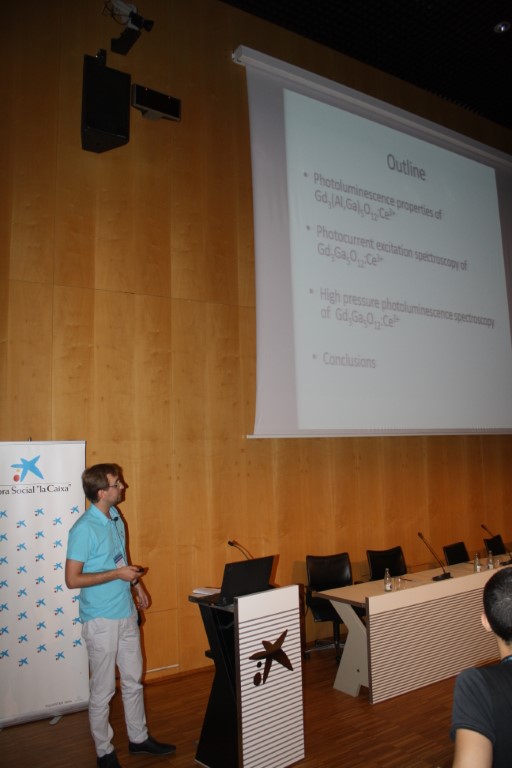 Outline
• Photoluminescence properties of
Gd₃(Al,Ga)₅O₁₂:Ce³⁺
• Photocurrent excitation spectroscopy of
Gd₃Ga₅O₁₂:Ce³⁺
• High pressure photoluminescence spectroscopy
of Gd₃Ga₅O₁₂:Ce³⁺
• Conclusions
ra Social "la Caixa"